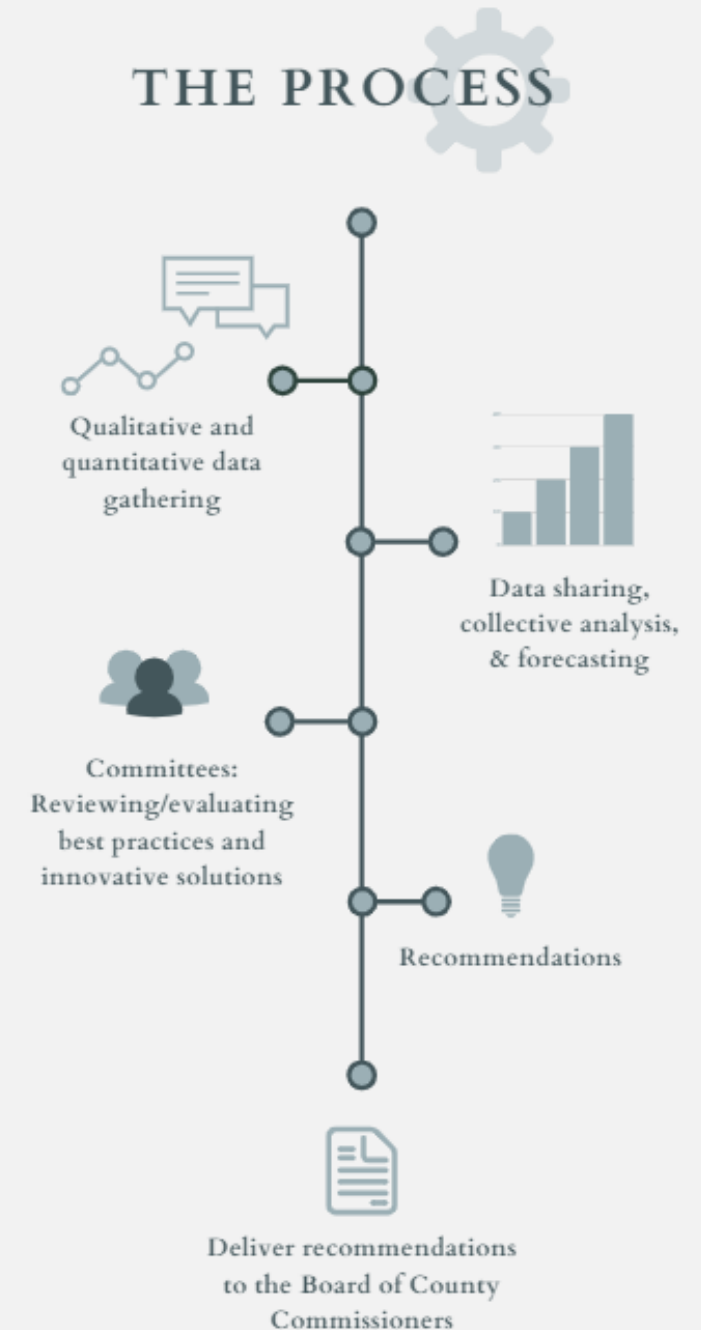 THE PROCESS
Qualitative and
quantitative data
gathering
Data sharing,
collective analysis,
& forecasting
Committees:
Reviewing/evaluating
best practices and
innovative solutions
Recommendations
Deliver recommendations
to the Board of County
Commissioners